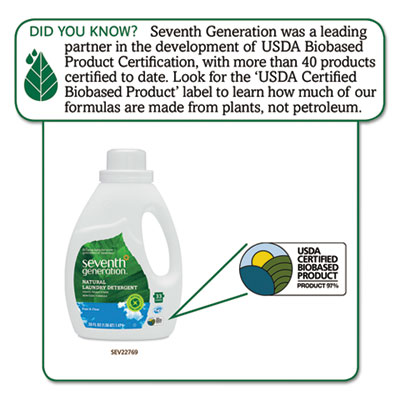 DID YOU KNOW? Seventh Generation was a leading
partner in the development of USDA Biobased
Product Certification, with more than 40 products
certified to date. Look for the ‘USDA Certified
Biobased Product’ label to learn how much of our
formulas are made from plants, not petroleum.
seventh
generation.
NATURAL
LAUNDRY DETERGENT
33
USDA
CERTIFIED
BIOBASED
PRODUCT
PRODUCT 97%
SEV22769